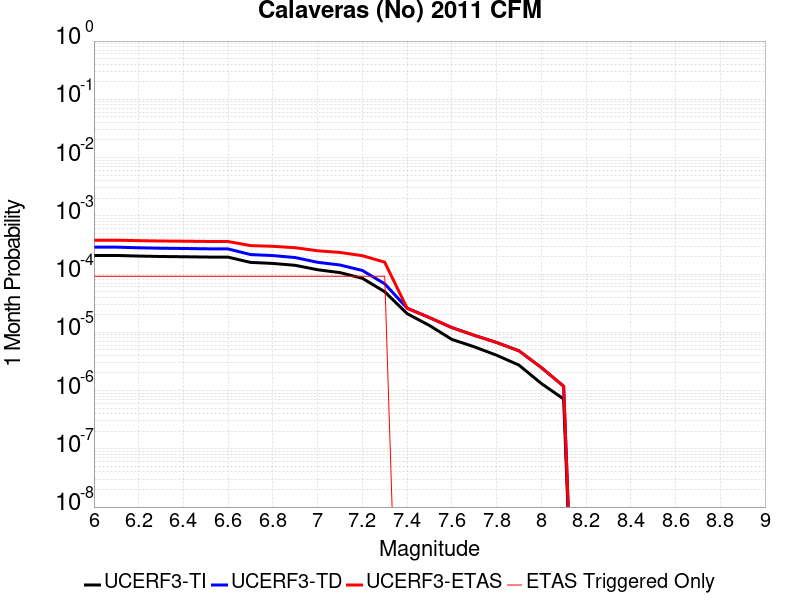 Calaveras (No) 2011 CFM
1 Month Probability
10 0
10 -1
10 -2
10 -3
10 -4
10 -5
10 -6
10 -7
10 -8
6 6.2 6.4 6.6 6.8 7 7.2 7.4 7.6 7.8 8 8.2 8.4 8.6 8.8 9
Magnitude
UCERF3-TI UCERF3-TD UCERF3-ETAS ETAS Triggered Only